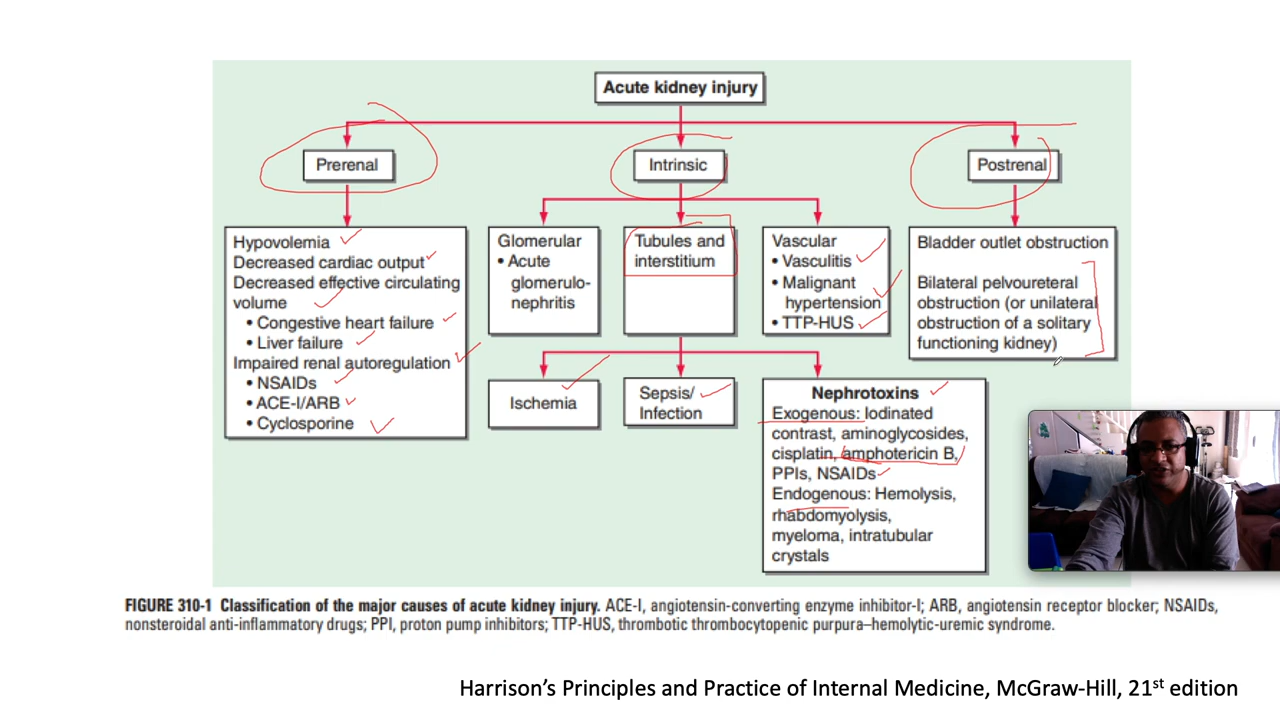 Acute kidney injury
Prerenal
Intrinsic
Postrenal
Hypovolemia
Decreased cardiac output
Decreased effective circulating
volume
• Congestive heart failure
• Liver failure
Impaired renal autoregulation
• NSAIDs
• ACE-I/ARB
• Cyclosporine
Glomerular
• Acute
glomerulo-
nephritis
Tubules and
interstitium
Vascular
• Vasculitis
• Malignant
hypertension
• TTP-HUS
Bladder outlet obstruction
Bilateral pelvoureteral
obstruction (or unilateral
obstruction of a solitary
functioning kidney)
Ischemia
Sepsis/
Infection
Nephrotoxins
Exogenous: Iodinated
contrast, aminoglycosides,
cisplatin, amphotericin B,
PPIs, NSAIDs
Endogenous: Hemolysis,
rhabdomyolysis,
myeloma, intratubular
crystals
FIGURE 310-1 Classification of the major causes of acute kidney injury. ACE-I, angiotensin-converting enzyme inhibitor-I; ARB, angiotensin receptor blocker; NSAIDs,
nonsteroidal anti-inflammatory drugs; PPI, proton pump inhibitors; TTP-HUS, thrombotic thrombocytopenic purpura–hemolytic-uremic syndrome.
Harrison's Principles and Practice of Internal Medicine, McGraw-Hill, 21st edition